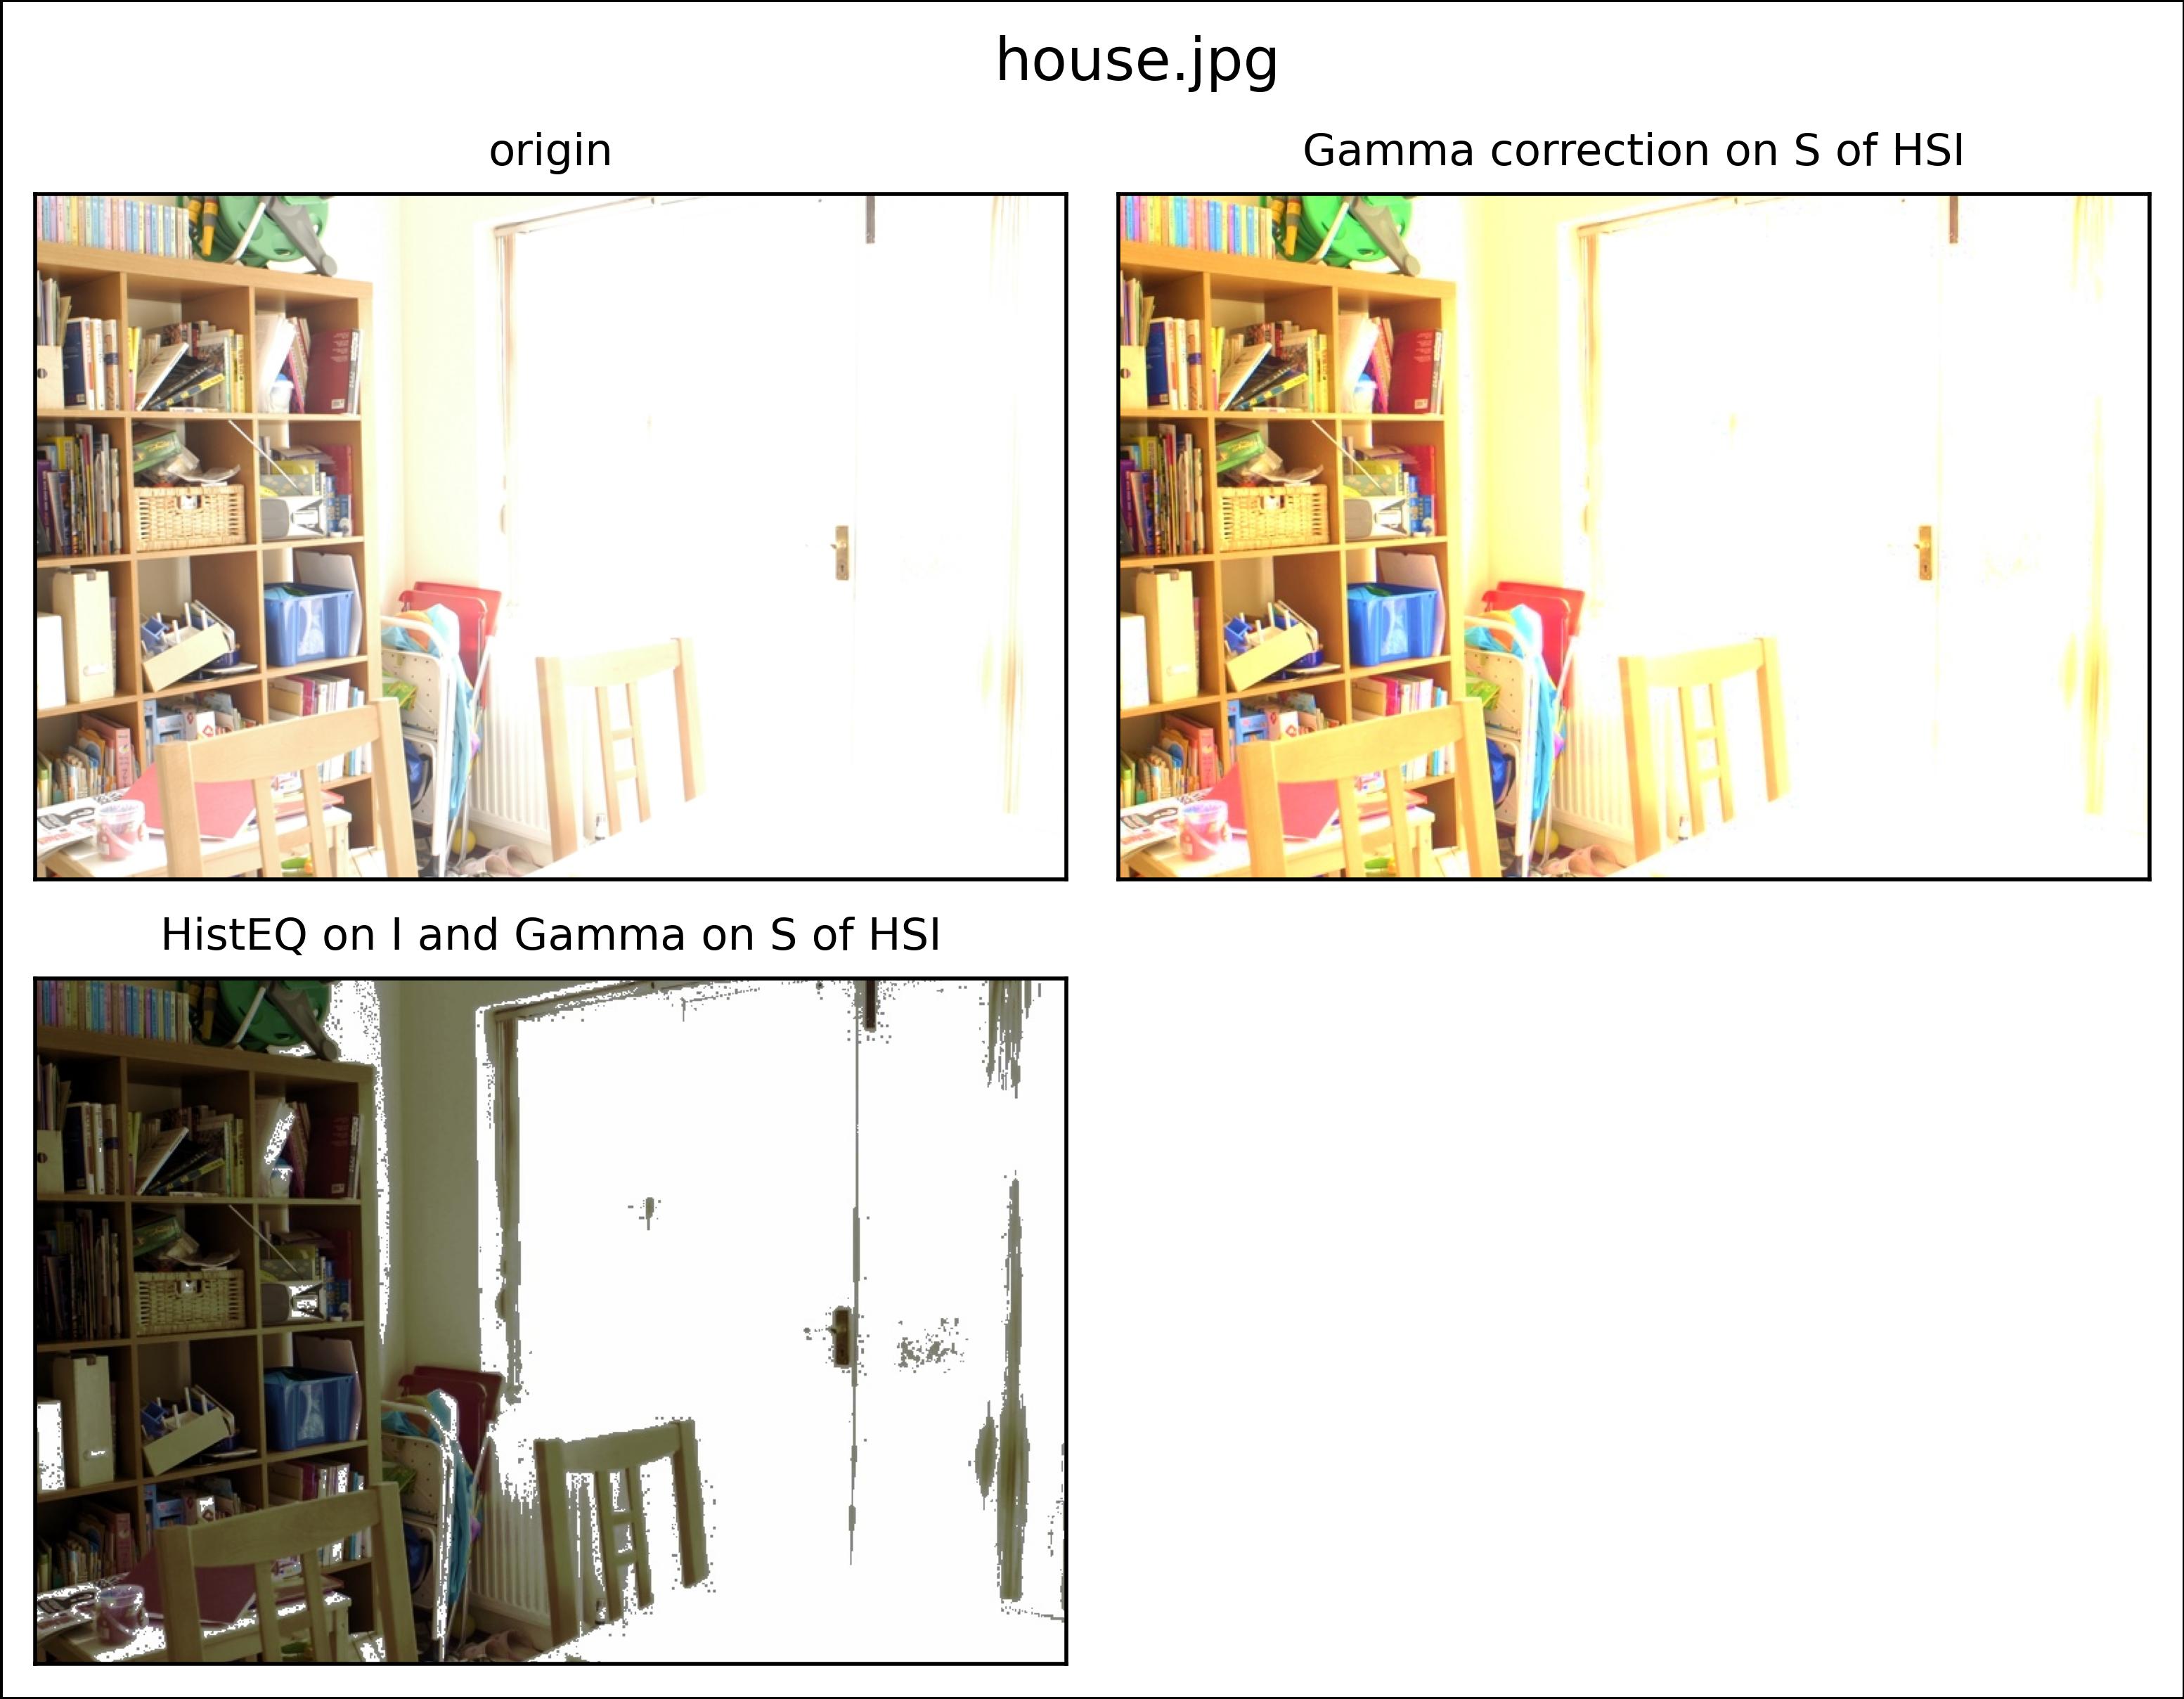 house.jpg
origin
Gamma correction on S of HSI
HistEQ on I and Gamma on S of HSI